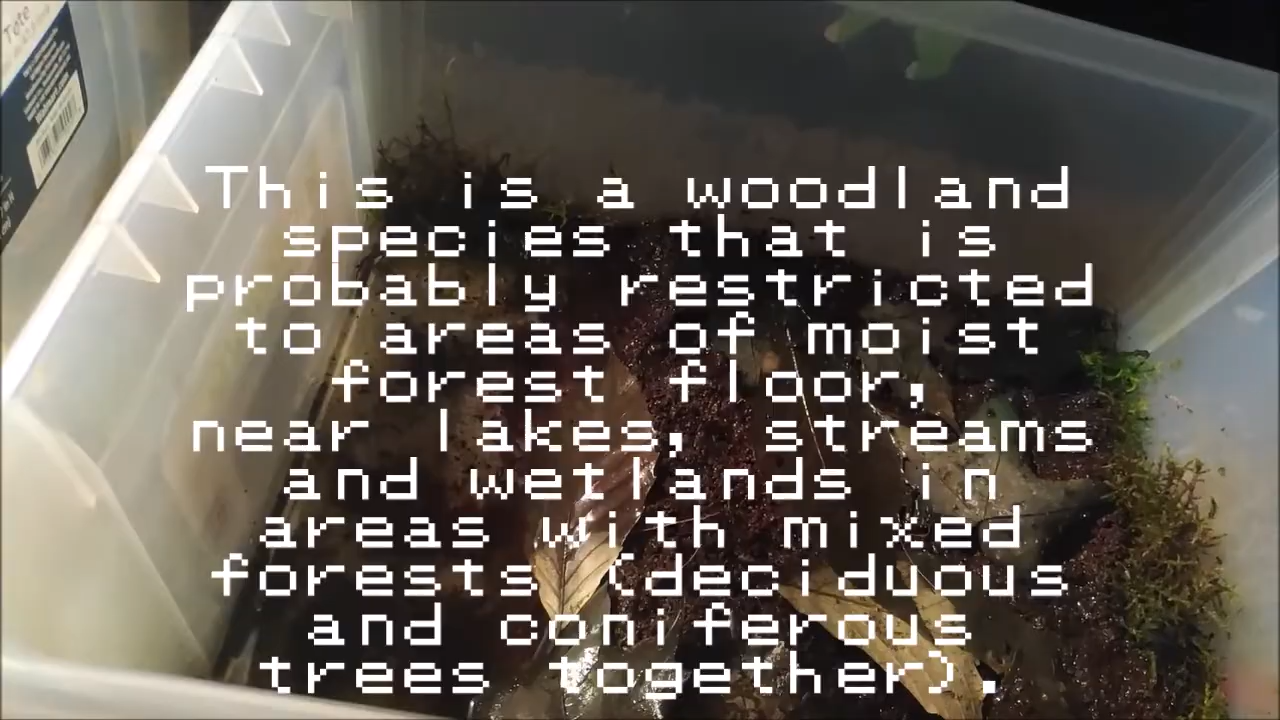 Tote
This is a woodland
species that is
probably restricted
to areas of moist
forest floor,
near lakes, streams
and wetlands in
areas with mixed
forests (deciduous
and coniferous
trees together).